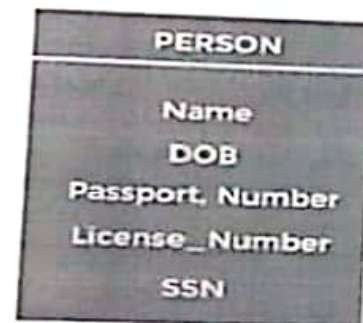 PERSON
Name
DOB
Passport, Number
License_Number
SSN